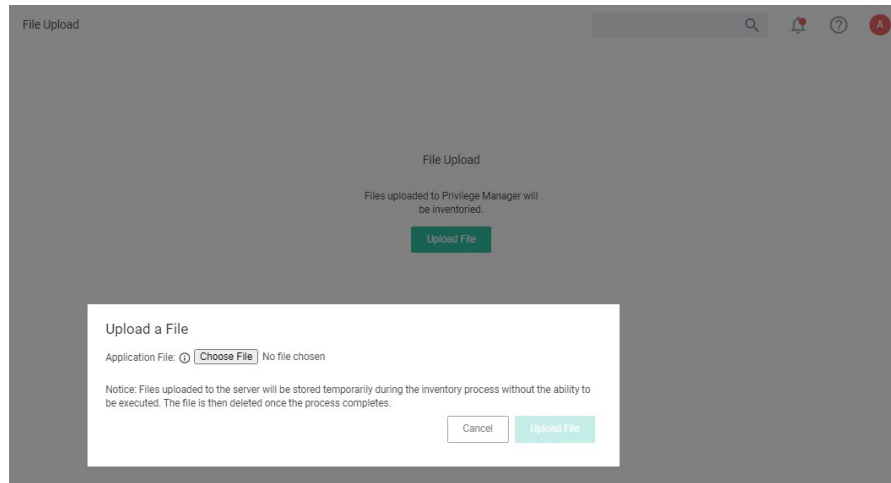 File Upload
A
File Upload
Files uploaded to Privilege Manager will
be inventoried.
Upload File
Upload a File
Application File: Choose File No file chosen
Notice: Files uploaded to the server will be stored temporarily during the inventory process without the ability to
be executed. The file is then deleted once the process completes.
Cancel Upload File